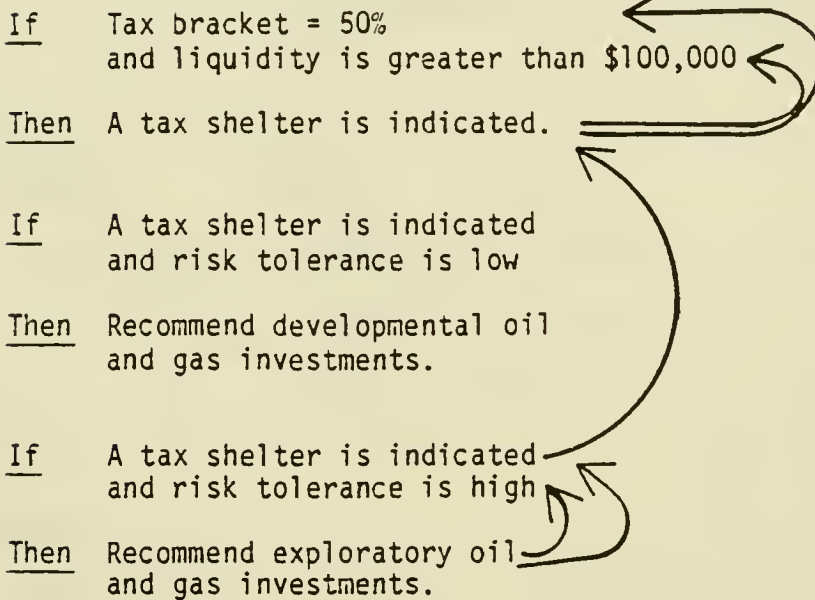 If Tax bracket = 50%
and liquidity is greater than $100,000
Then A tax shelter is indicated.
If A tax shelter is indicated
and risk tolerance is low
Then Recommend developmental oil
and gas investments.
If A tax shelter is indicated
and risk tolerance is high
Then Recommend exploratory oil
and gas investments.